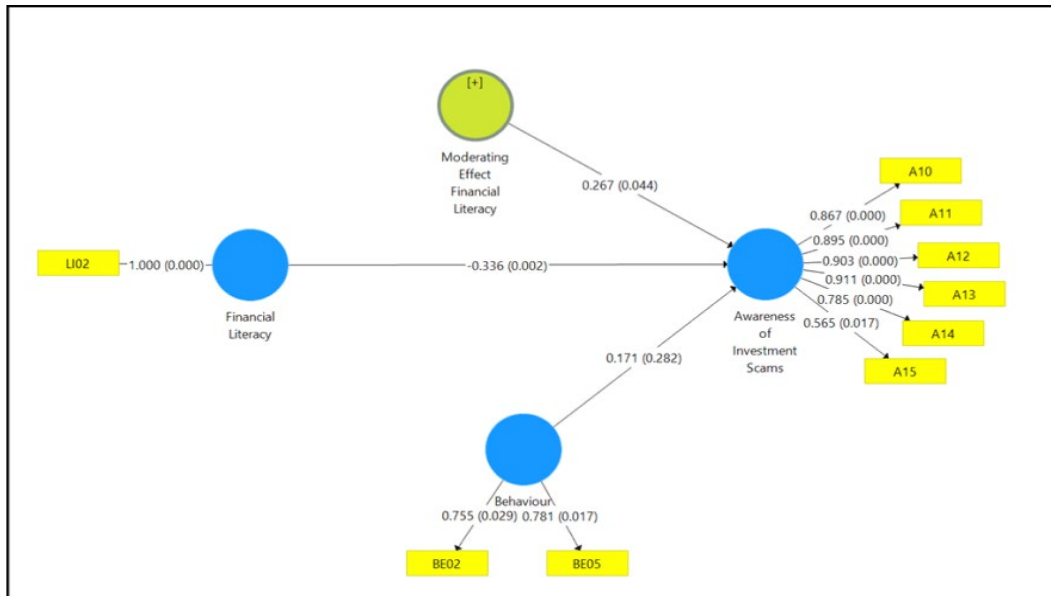 [+]
Moderating
Effect
Financial
Literacy
0.267 (0.044)
A10
0.867 (0.000)
A11
0.895 (0.000)
LI02
1.000 (0.000)
-0.336 (0.002)
0.903 (0.000)
A12
0.911 (0.000)
A13
0.785 (0.000)
Financial
Literacy
Awareness
of
Investment
Scams
0.565 (0.017)
A14
0.171 (0.282)
A15
Behaviour
0.755 (0.029)
0.781 (0.017)
BE02
BE05